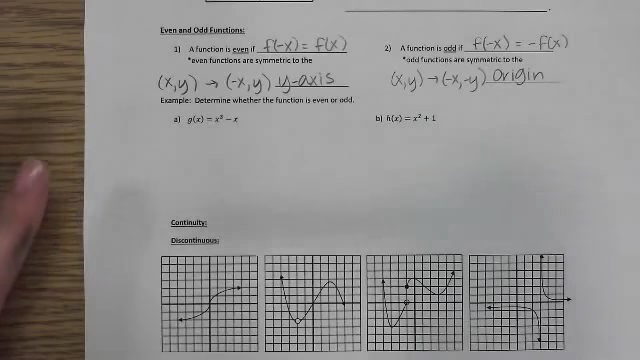 Even and Odd Functions:
1) A function is even if f(-x) = f(x)
*even functions are symmetric to the
(x,y) → (-x,y) y-axis
2) A function is odd if f(-x) = -f(x)
*odd functions are symmetric to the
(x,y) → (-x,-y) origin
Example: Determine whether the function is even or odd.
a) g(x) = x³ − x
b) h(x) = x² + 1
Continuity:
Discontinuous: